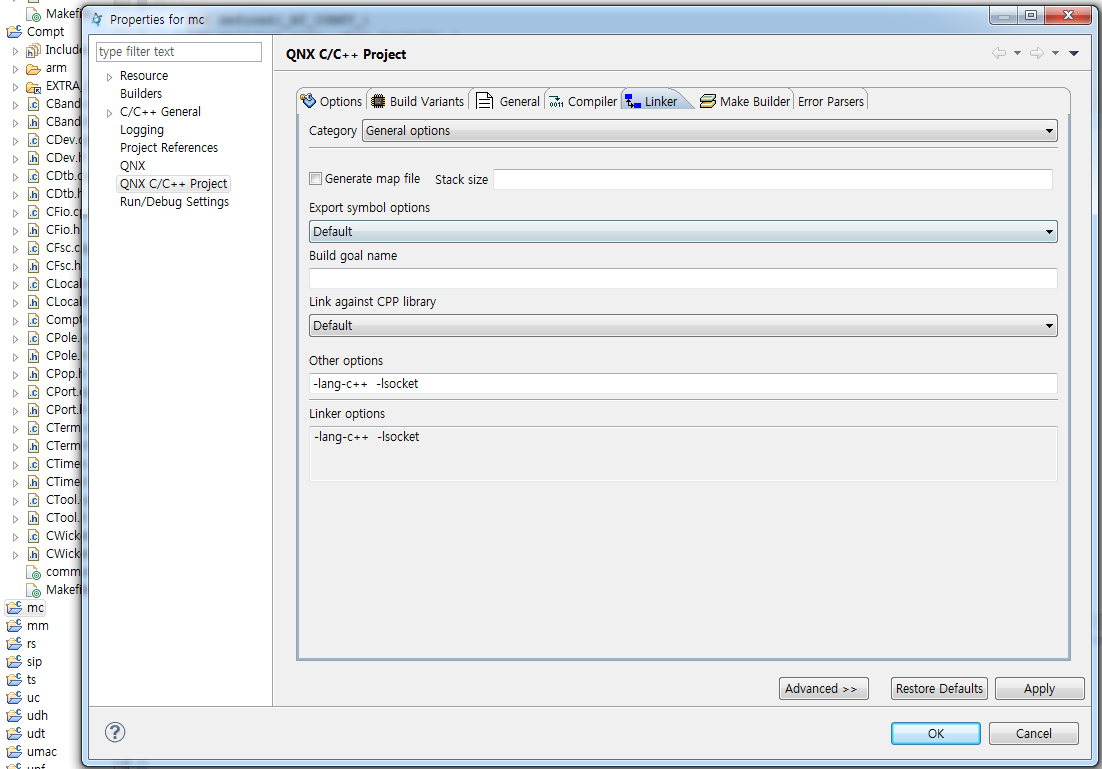 Makefi
Compt
Include
arm
EXTRA
CBand
CBand
CDev.
CDev.h
CDtb.c
CDtb.h
CFio.c
CFio.h
CFsc.c
CFsc.h
CLocal
CLocal
Compt
CPole.
CPole.
CPop.h
CPort.
CPort.
CTerm
CTerm
CTime
CTime
CTool.
CTool.
CWick
CWick
comm
Makefi
mc
mm
rs
sip
ts
uc
udh
udt
umac
Properties for mc
type filter text
Resource
Builders
C/C++ General
Logging
Project References
QNX
QNX C/C++ Project
Run/Debug Settings
QNX C/C++ Project
Options Build Variants General Compiler Linker Make Builder Error Parsers
Category General options
Generate map file Stack size
Export symbol options
Default
Build goal name
Link against CPP library
Default
Other options
-lang-c++ -lsocket
Linker options
-lang-c++ -lsocket
Advanced >> Restore Defaults Apply
? OK Cancel